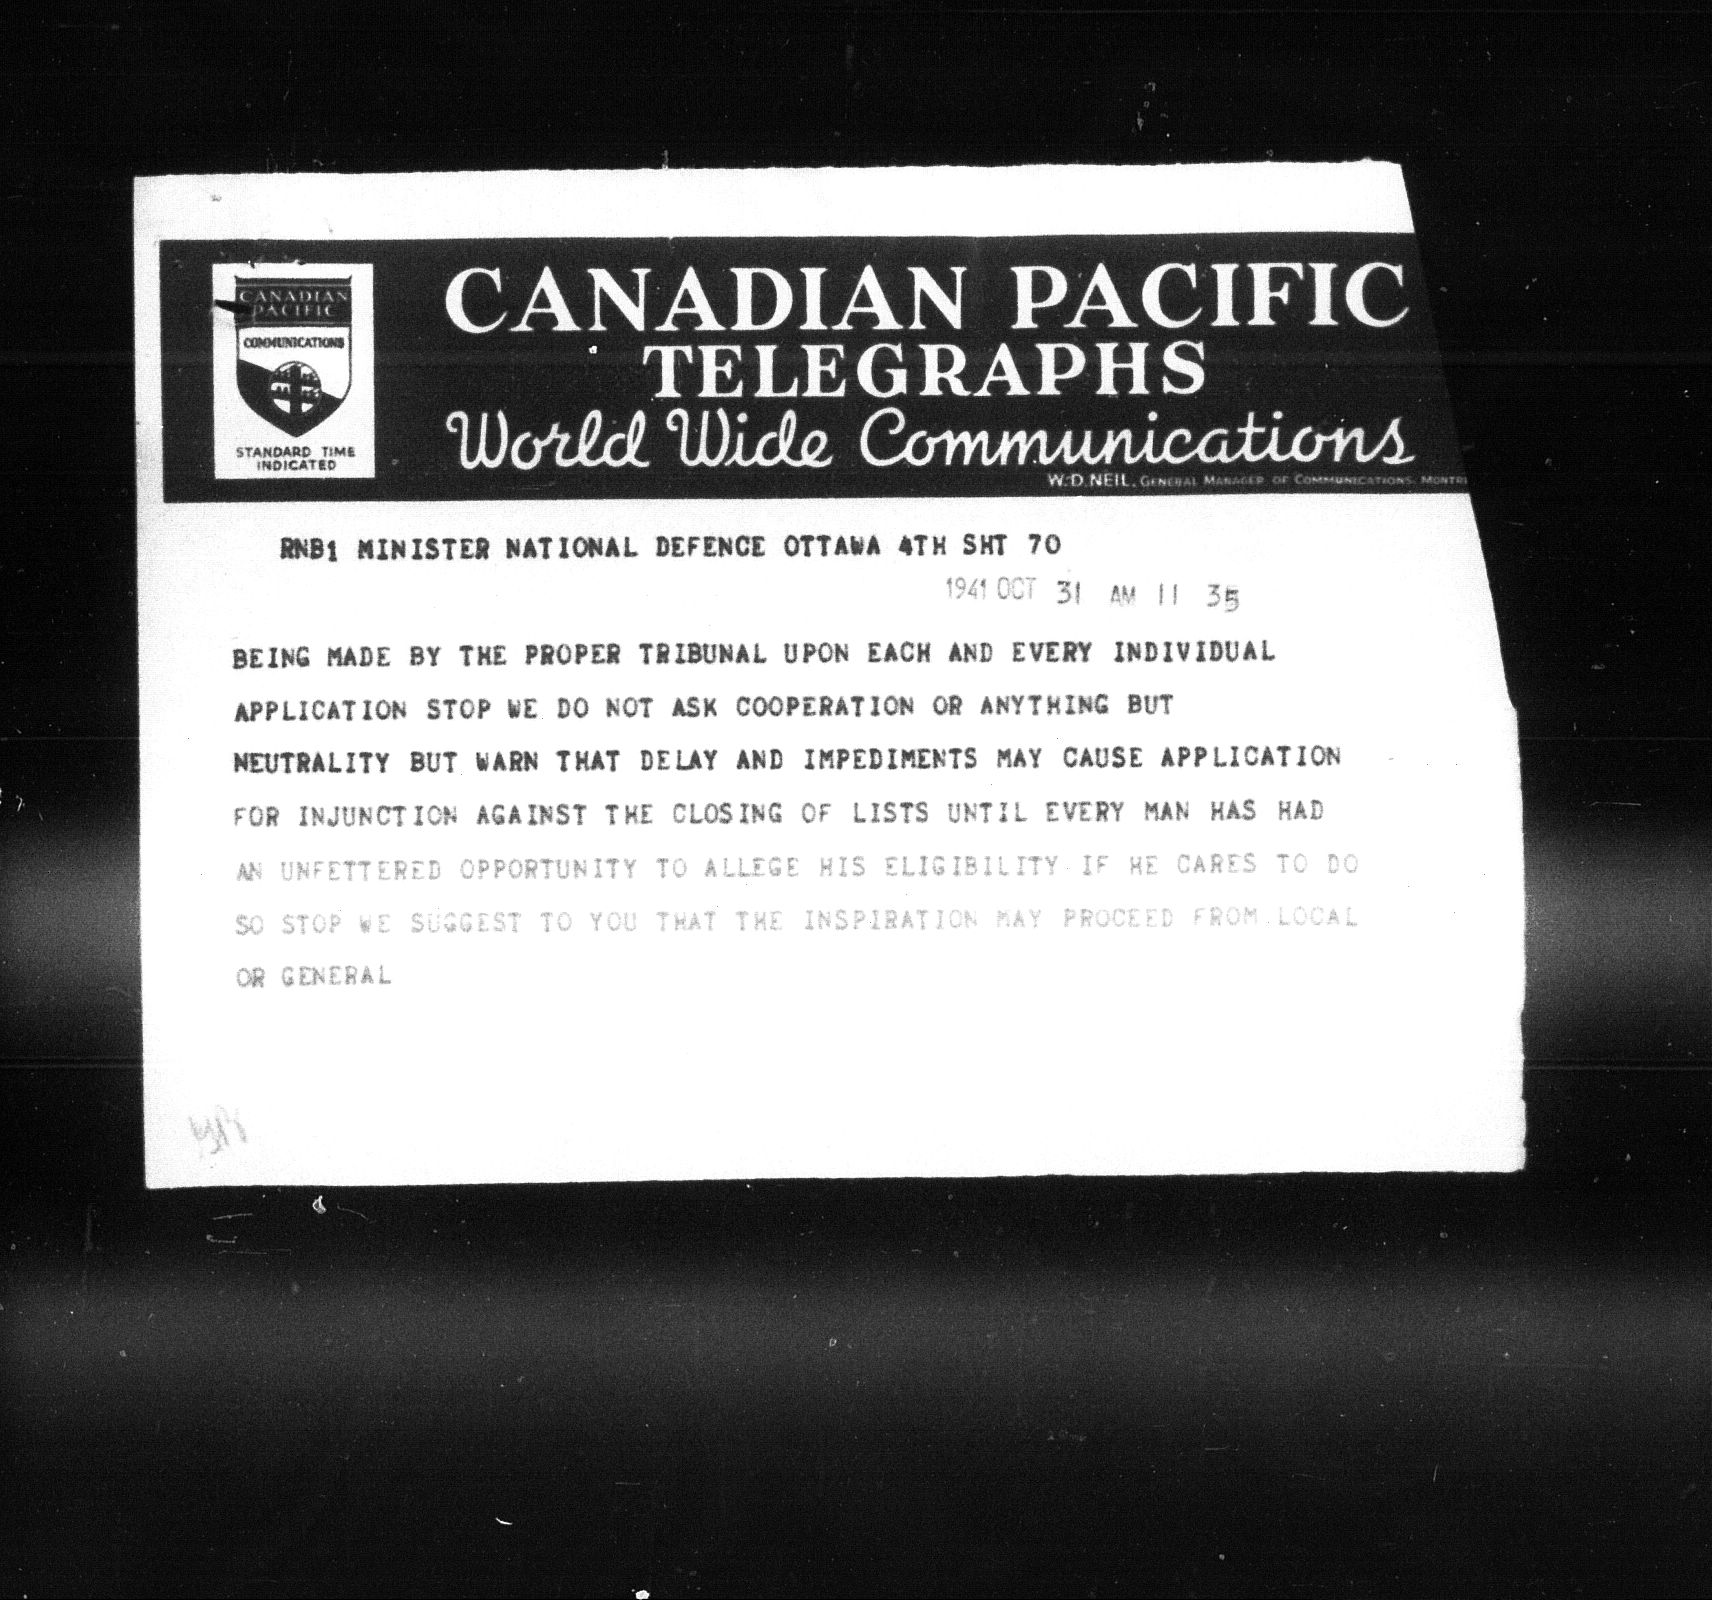 CANADIAN
PACIFIC
COMMUNICATIONS
STANDARD TIME
INDICATED
CANADIAN PACIFIC
TELEGRAPHS
World Wide Communications
W.D. NEIL, GENERAL MANAGER OF COMMUNICATIONS, MONTR
RNB1 MINISTER NATIONAL DEFENCE OTTAWA 4TH SHT 70
1941 OCT 31 AM 11 35
BEING MADE BY THE PROPER TRIBUNAL UPON EACH AND EVERY INDIVIDUAL
APPLICATION STOP WE DO NOT ASK COOPERATION OR ANYTHING BUT
NEUTRALITY BUT WARN THAT DELAY AND IMPEDIMENTS MAY CAUSE APPLICATION
FOR INJUNCTION AGAINST THE CLOSING OF LISTS UNTIL EVERY MAN HAS HAD
AN UNFETTERED OPPORTUNITY TO ALLEGE HIS ELIGIBILITY IF HE CARES TO DO
SO STOP WE SUGGEST TO YOU THAT THE INSPIRATION MAY PROCEED FROM LOCAL
OR GENERAL